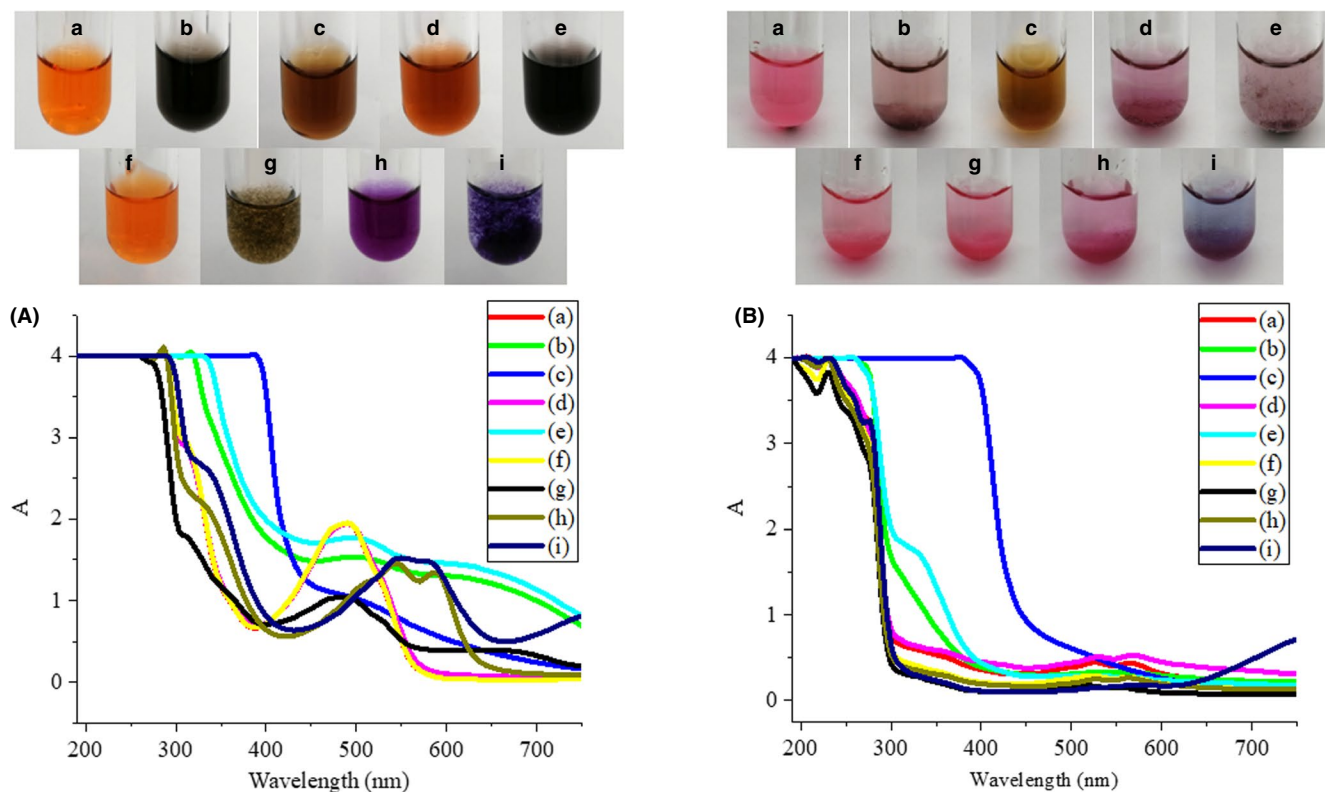 a b c d e
f g h i
(A)
(a)
(b)
(c)
(d)
(e)
(f)
(g)
(h)
(i)
4
3
2
1
0
A
200 300 400 500 600 700
Wavelength (nm)
a b c d e
f g h i
(B)
(a)
(b)
(c)
(d)
(e)
(f)
(g)
(h)
(i)
4
3
2
1
0
A
200 300 400 500 600 700
Wavelength (nm)